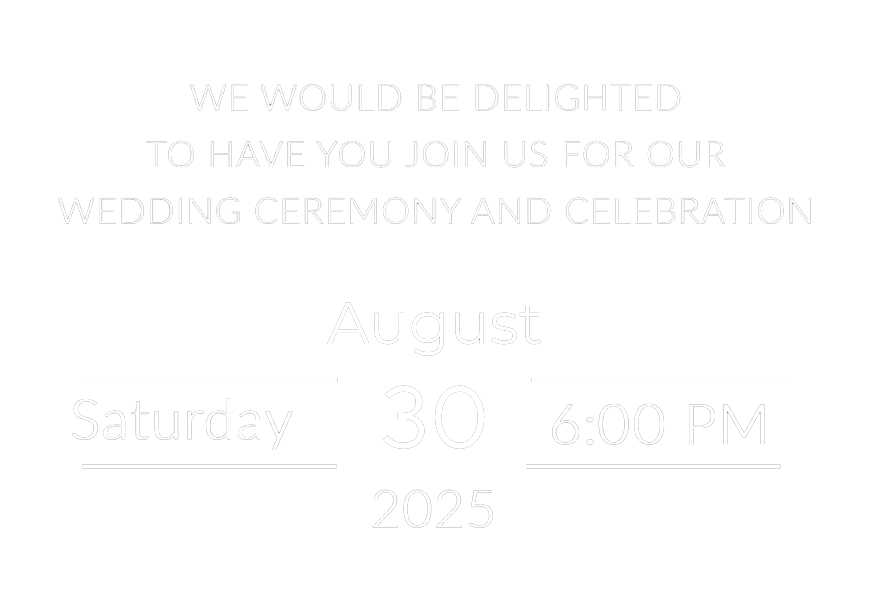 WE WOULD BE DELIGHTED
TO HAVE YOU JOIN US FOR OUR
WEDDING CEREMONY AND CELEBRATION
August
Saturday 30 6:00 PM
2025